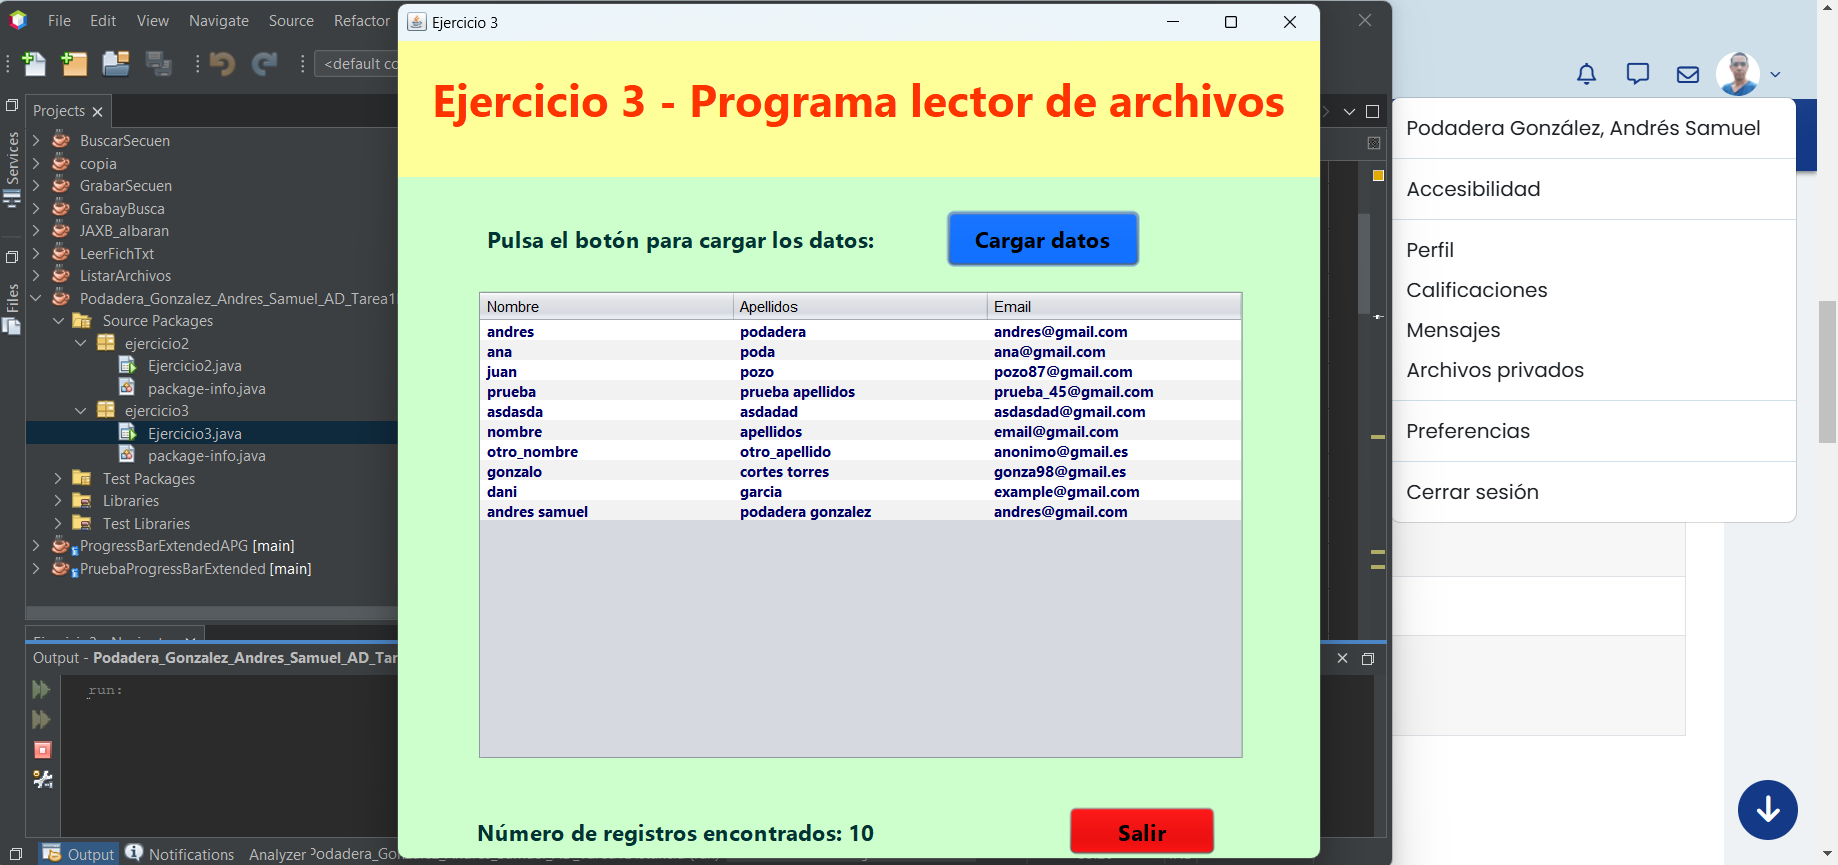 File Edit View Navigate Source Refactor
<default co
Projects
Services
Files
BuscarSecuen
copia
GrabarSecuen
GrabayBusca
JAXB_albaran
LeerFichTxt
ListarArchivos
Podadera_Gonzalez_Andres_Samuel_AD_Tarea1
Source Packages
ejercicio2
Ejercicio2.java
package-info.java
ejercicio3
Ejercicio3.java
package-info.java
Test Packages
Libraries
Test Libraries
ProgressBarExtendedAPG [main]
PruebaProgressBarExtended [main]
Output - Podadera_Gonzalez_Andres_Samuel_AD_Tar
run:
Output Notifications Analyzer
Ejercicio 3
Ejercicio 3 - Programa lector de archivos
Pulsa el botón para cargar los datos: Cargar datos
Nombre Apellidos Email
andres podadera andres@gmail.com
ana poda ana@gmail.com
juan pozo pozo87@gmail.com
prueba prueba apellidos prueba_45@gmail.com
asdasda asdadad asdasdad@gmail.com
nombre apellidos email@gmail.com
otro_nombre otro_apellido anonimo@gmail.es
gonzalo cortes torres gonza98@gmail.es
dani garcia example@gmail.com
andres samuel podadera gonzalez andres@gmail.com
Número de registros encontrados: 10 Salir
Podadera González, Andrés Samuel
Accesibilidad
Perfil
Calificaciones
Mensajes
Archivos privados
Preferencias
Cerrar sesión